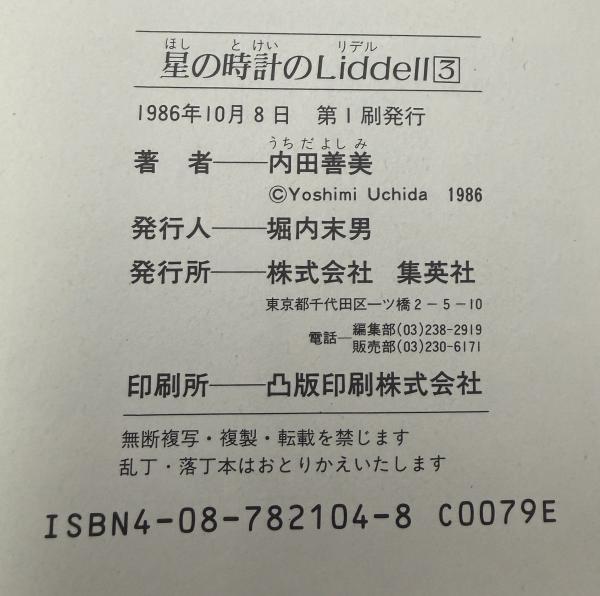 ほし とけい リデル
星の時計のLiddell3
1986年10月8日 第1刷発行
うちだよしみ
著 者——内田善美
©Yoshimi Uchida 1986
発行人——堀内末男
発行所——株式会社 集英社
東京都千代田区一ツ橋2-5-10
電話—編集部(03)238-2919
販売部(03)230-6171
印刷所——凸版印刷株式会社
無断複写・複製・転載を禁じます
乱丁・落丁本はおとりかえいたします
ISBN4-08-782104-8 C0079E